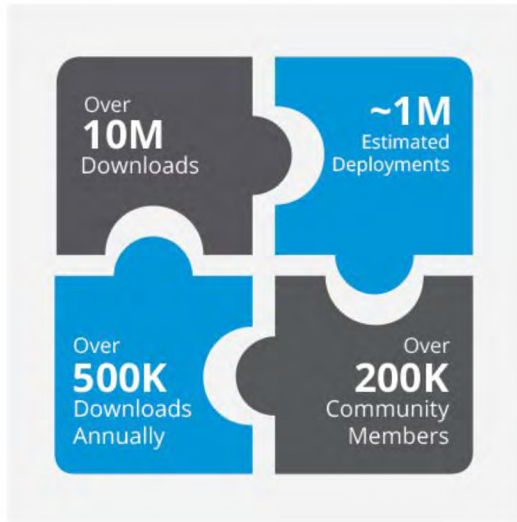 Over
10M
Downloads
~1M
Estimated
Deployments
Over
500K
Downloads
Annually
Over
200K
Community
Members